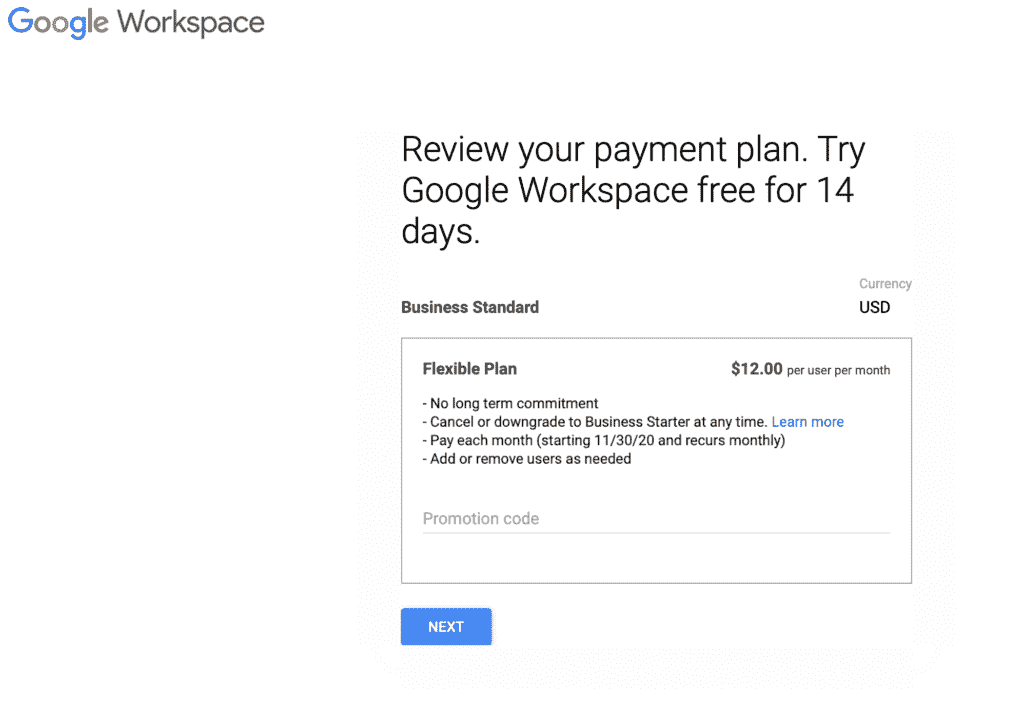 Google Workspace
Review your payment plan. Try
Google Workspace free for 14
days.
Currency
Business Standard USD
Flexible Plan $12.00 per user per month
- No long term commitment
- Cancel or downgrade to Business Starter at any time. Learn more
- Pay each month (starting 11/30/20 and recurs monthly)
- Add or remove users as needed
Promotion code
NEXT